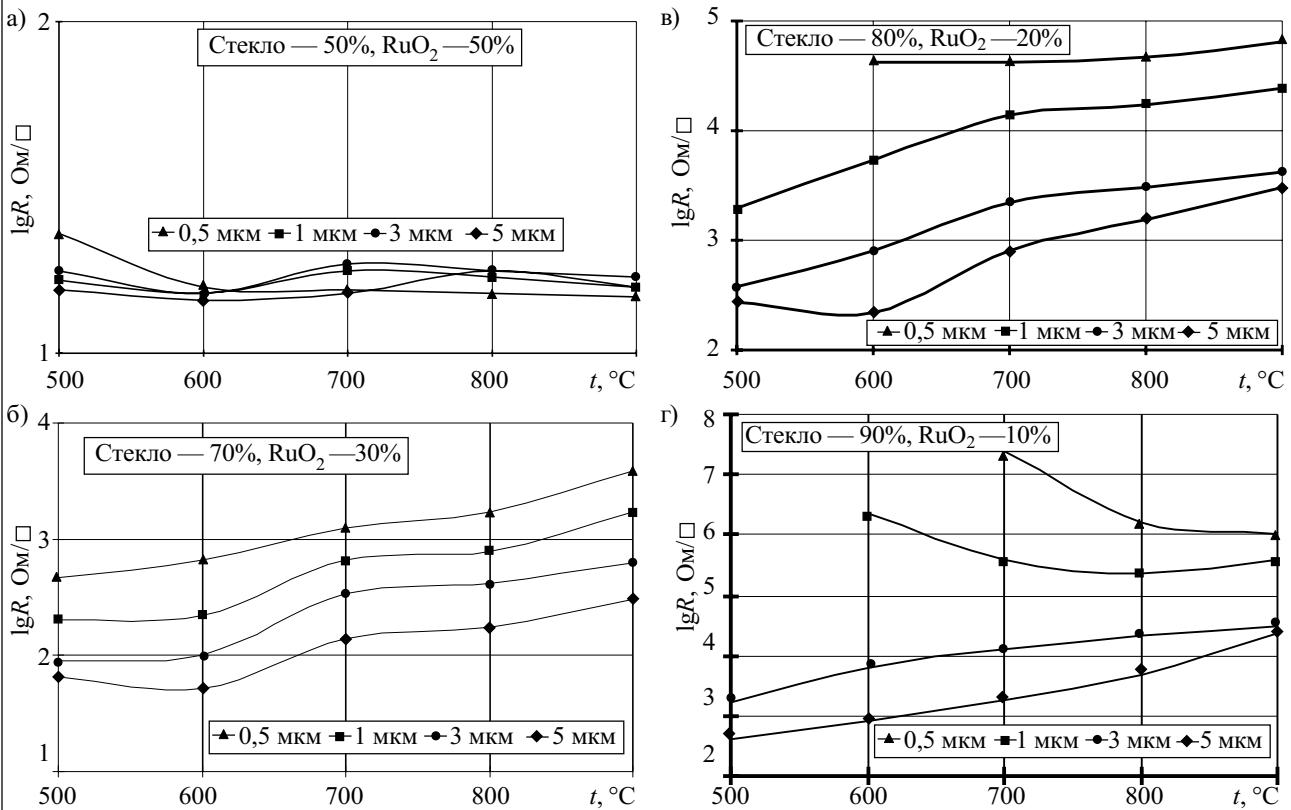 а)
2
Стекло — 50%, RuO2 —50%
lgR, Ом/□
0,5 мкм 1 мкм 3 мкм 5 мкм
1
500 600 700 800 t, °C
в)
5
Стекло — 80%, RuO2 —20%
4
lgR, Ом/□
3
0,5 мкм 1 мкм 3 мкм 5 мкм
2
500 600 700 800 t, °C
б)
4
Стекло — 70%, RuO2 —30%
3
lgR, Ом/□
2
0,5 мкм 1 мкм 3 мкм 5 мкм
1
500 600 700 800 t, °C
г)
8
Стекло — 90%, RuO2 —10%
7
6
lgR, Ом/□
5
4
3
0,5 мкм 1 мкм 3 мкм 5 мкм
2
500 600 700 800 t, °C